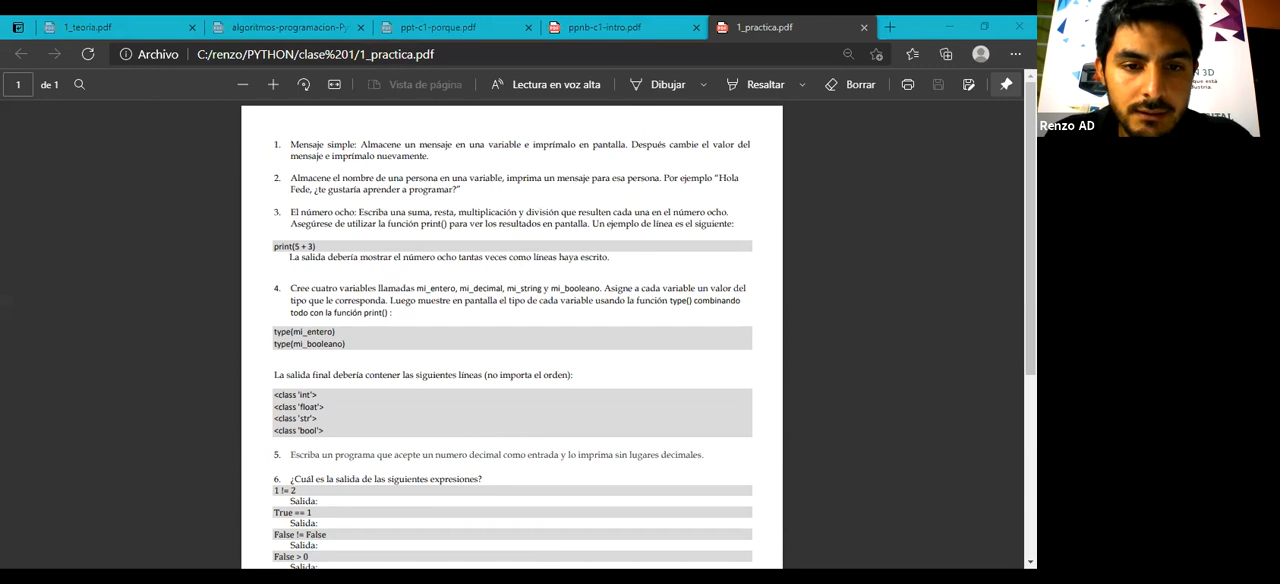 1_teoria.pdf
algoritmos-programacion-P
ppt-c1-porque.pdf
ppnb-c1-intro.pdf
1_practica.pdf
Archivo
C:/renzo/PYTHON/clase%201/1_practica.pdf
1 de 1
Vista de página
Lectura en voz alta
Dibujar
Resaltar
Borrar
N 3D
que está
dustria.
Renzo AD
1. Mensaje simple: Almacene un mensaje en una variable e imprímalo en pantalla. Después cambie el valor del
mensaje e imprímalo nuevamente.
2. Almacene el nombre de una persona en una variable, imprima un mensaje para esa persona. Por ejemplo “Hola
Fede, ¿te gustaría aprender a programar?”
3. El número ocho: Escriba una suma, resta, multiplicación y división que resulten cada una en el número ocho.
Asegúrese de utilizar la función print() para ver los resultados en pantalla. Un ejemplo de línea es el siguiente:
print(5 + 3)
La salida debería mostrar el número ocho tantas veces como líneas haya escrito.
4. Cree cuatro variables llamadas mi_entero, mi_decimal, mi_string y mi_booleano. Asigne a cada variable un valor del
tipo que le corresponda. Luego muestre en pantalla el tipo de cada variable usando la función type() combinando
todo con la función print() :
type(mi_entero)
type(mi_booleano)
La salida final debería contener las siguientes líneas (no importa el orden):
<class 'int'>
<class 'float'>
<class 'str'>
<class 'bool'>
5. Escriba un programa que acepte un numero decimal como entrada y lo imprima sin lugares decimales.
6. ¿Cuál es la salida de las siguientes expresiones?
1 != 2
Salida:
True == 1
Salida:
False != False
Salida:
False > 0
Salida: